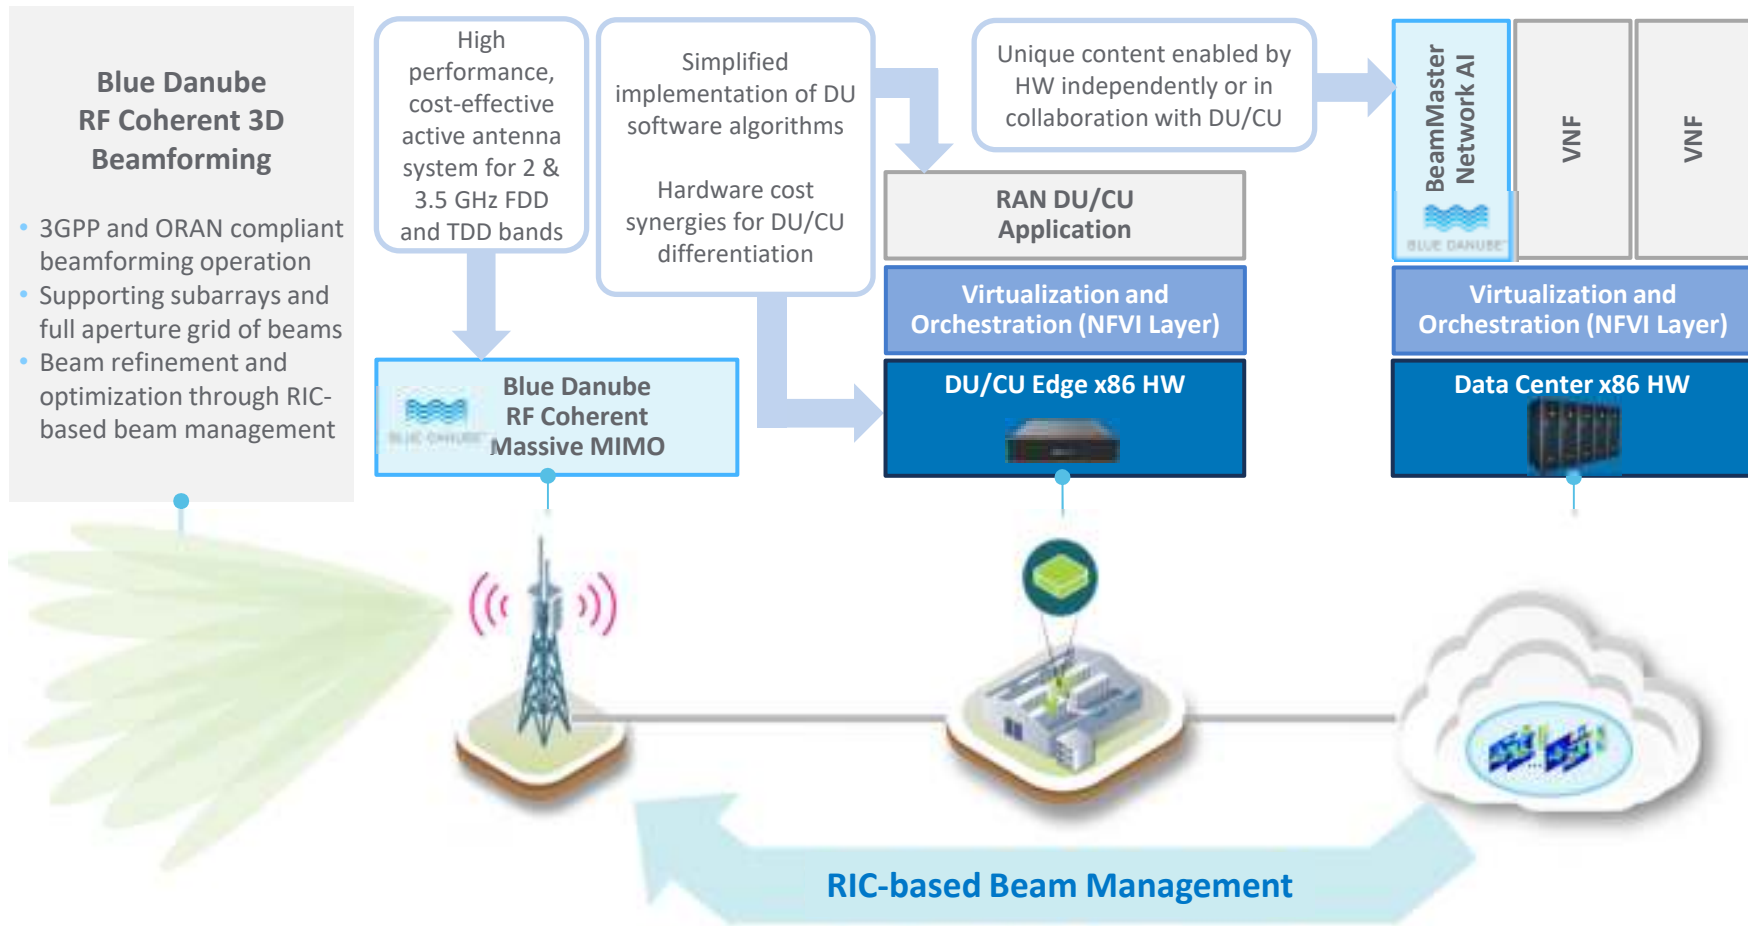 Blue Danube
RF Coherent 3D
Beamforming
• 3GPP and ORAN compliant
beamforming operation
• Supporting subarrays and
full aperture grid of beams
• Beam refinement and
optimization through RIC-
based beam management
High
performance,
cost-effective
active antenna
system for 2 &
3.5 GHz FDD
and TDD bands
Simplified
implementation of DU
software algorithms
Hardware cost
synergies for DU/CU
differentiation
Unique content enabled by
HW independently or in
collaboration with DU/CU
BeamMaster
Network AI
BLUE DANUBE
VNF
VNF
RAN DU/CU
Application
Virtualization and
Orchestration (NFVI Layer)
Virtualization and
Orchestration (NFVI Layer)
Blue Danube
RF Coherent
Massive MIMO
BLUE DANUBE
DU/CU Edge x86 HW
Data Center x86 HW
RIC-based Beam Management